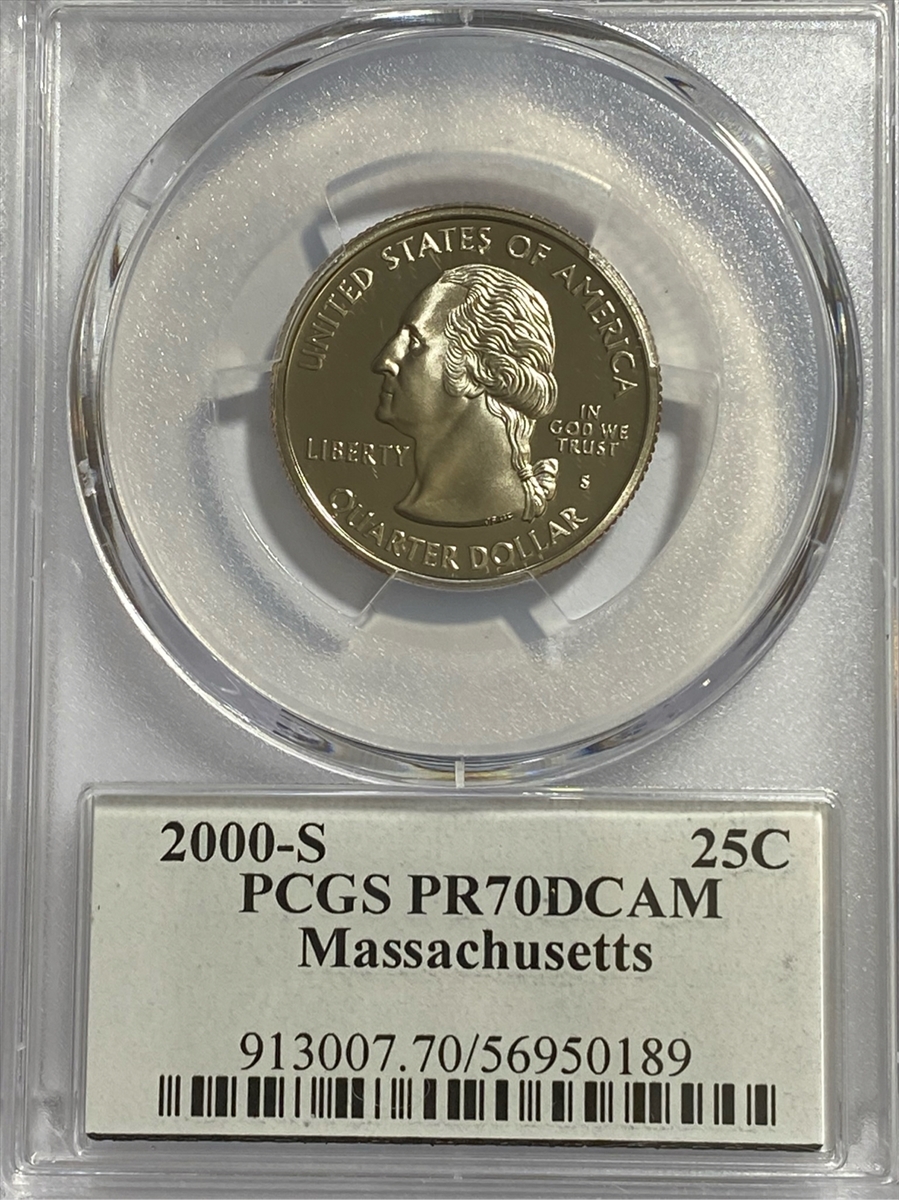 UNITED STATES OF AMERICA
LIBERTY
IN
GOD WE
TRUST
S
QUARTER DOLLAR
2000-S 25C
PCGS PR70DCAM
Massachusetts
913007.70/56950189